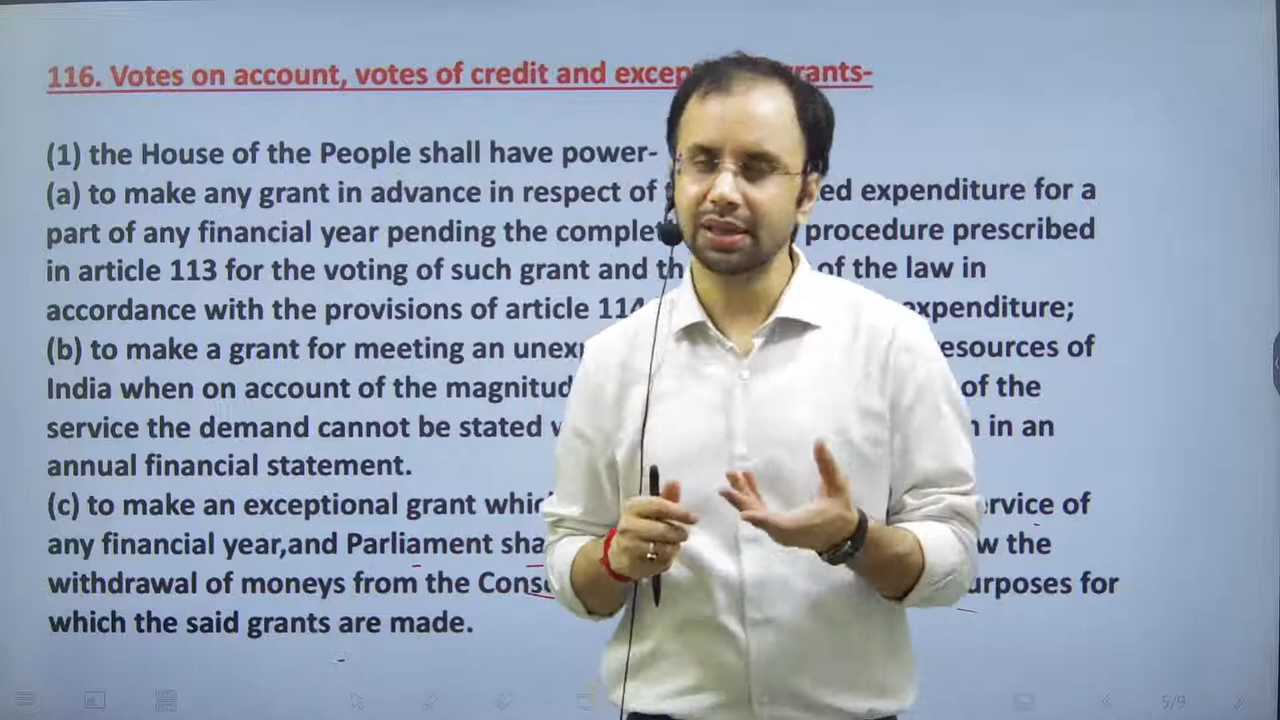 116. Votes on account, votes of credit and excep rants-
(1) the House of the People shall have power-
(a) to make any grant in advance in respect of ed expenditure for a
part of any financial year pending the comple procedure prescribed
in article 113 for the voting of such grant and th of the law in
accordance with the provisions of article 114 expenditure;
(b) to make a grant for meeting an unex esources of
India when on account of the magnitud of the
service the demand cannot be stated w n in an
annual financial statement.
(c) to make an exceptional grant whic ervice of
any financial year,and Parliament sha w the
withdrawal of moneys from the Conso urposes for
which the said grants are made.
5/9